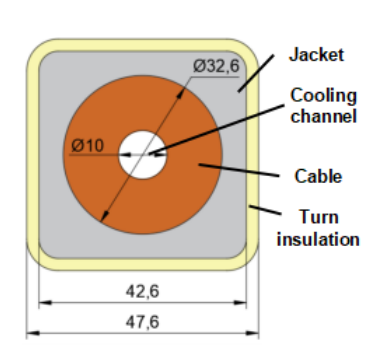 Ø32,6
Jacket
Cooling
channel
Ø10
Cable
Turn
insulation
42,6
47,6